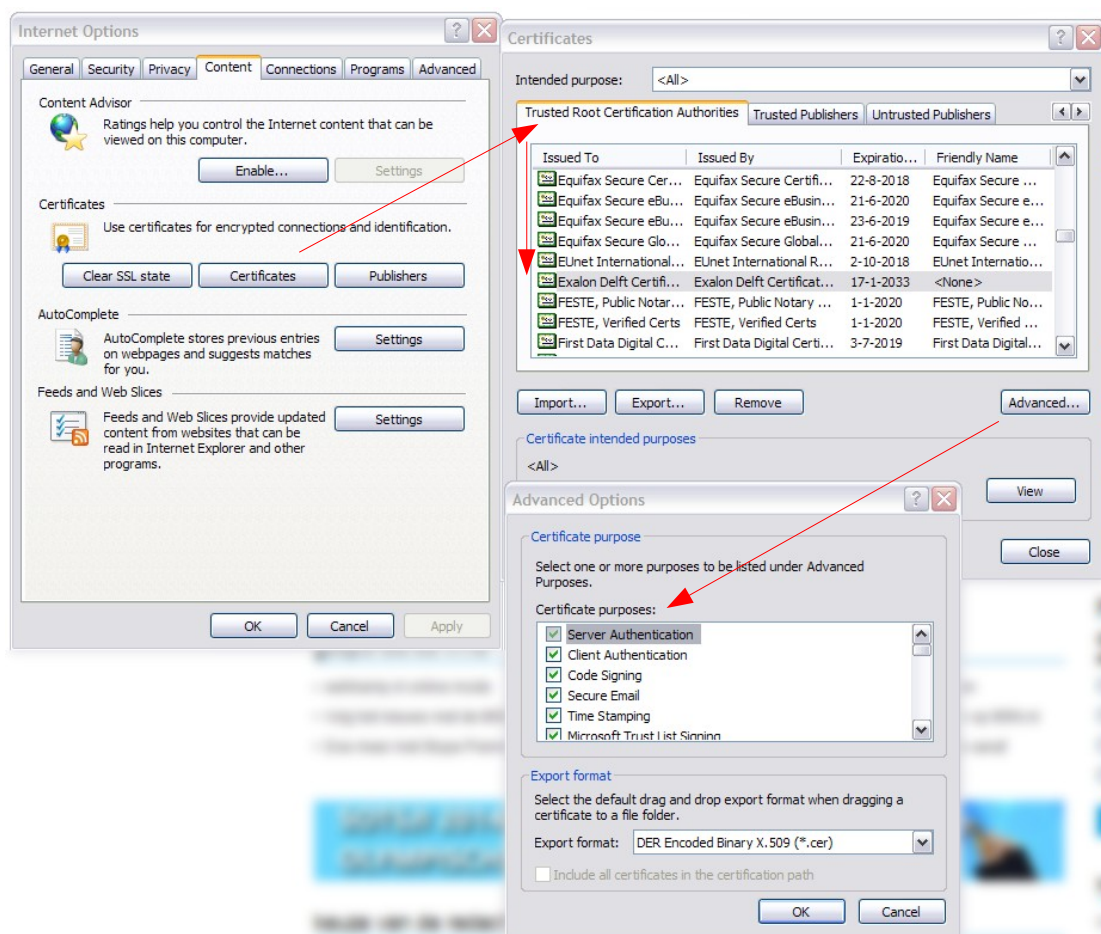 Internet Options
General Security Privacy Content Connections Programs Advanced
Content Advisor
Ratings help you control the Internet content that can be
viewed on this computer.
Enable... Settings
Certificates
Use certificates for encrypted connections and identification.
Clear SSL state Certificates Publishers
AutoComplete
AutoComplete stores previous entries
on webpages and suggests matches
for you.
Settings
Feeds and Web Slices
Feeds and Web Slices provide updated
content from websites that can be
read in Internet Explorer and other
programs.
Settings
OK Cancel Apply
Certificates
Intended purpose: <All>
Trusted Root Certification Authorities Trusted Publishers Untrusted Publishers
Issued To Issued By Expiratio... Friendly Name
Equifax Secure Cer... Equifax Secure Certifi... 22-8-2018 Equifax Secure ...
Equifax Secure eBu... Equifax Secure eBusin... 21-6-2020 Equifax Secure e...
Equifax Secure eBu... Equifax Secure eBusin... 23-6-2019 Equifax Secure e...
Equifax Secure Glo... Equifax Secure Global... 21-6-2020 Equifax Secure ...
EUnet International... EUnet International R... 2-10-2018 EUnet Internatio...
Exalon Delft Certifi... Exalon Delft Certificat... 17-1-2033 <None>
FESTE, Public Notar... FESTE, Public Notary ... 1-1-2020 FESTE, Public No...
FESTE, Verified Certs FESTE, Verified Certs 1-1-2020 FESTE, Verified ...
First Data Digital C... First Data Digital Certi... 3-7-2019 First Data Digital...
Import... Export... Remove Advanced...
Certificate intended purposes
<All>
View
Close
Advanced Options
Certificate purpose
Select one or more purposes to be listed under Advanced
Purposes.
Certificate purposes:
Server Authentication
Client Authentication
Code Signing
Secure Email
Time Stamping
Microsoft Trust List Signing
Export format
Select the default drag and drop export format when dragging a
certificate to a file folder.
Export format: DER Encoded Binary X.509 (*.cer)
Include all certificates in the certification path
OK Cancel